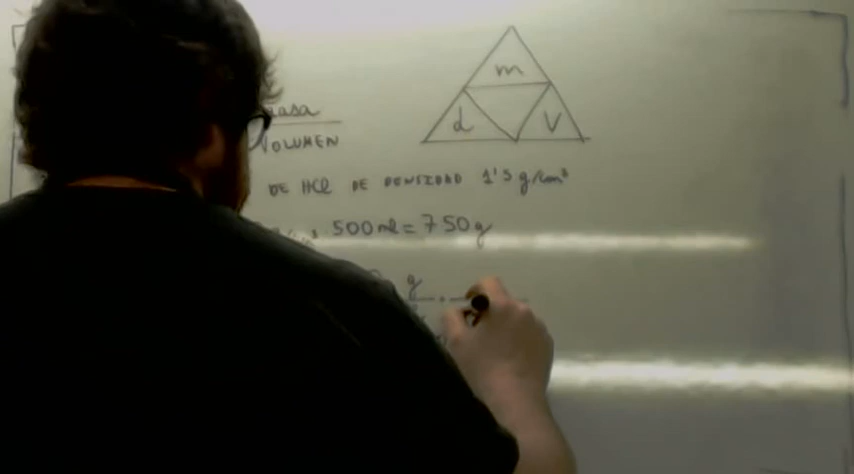 m
d V
masa
VOLUMEN
DE HCl DE DENSIDAD 1'5 g/cm³
500 ml = 750 g
g